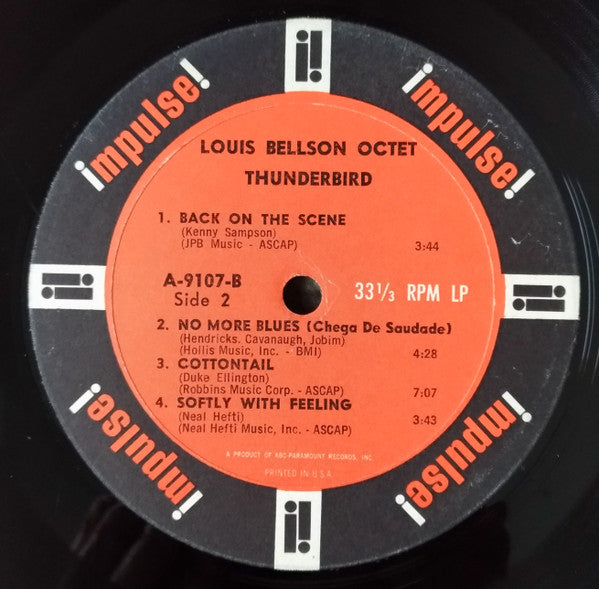 impulse!
impulse!
LOUIS BELLSON OCTET
THUNDERBIRD
1. BACK ON THE SCENE
(Kenny Sampson)
(JPB Music - ASCAP) 3:44
A-9107-B
Side 2
33 1/3 RPM LP
2. NO MORE BLUES (Chega De Saudade)
(Hendricks. Cavanaugh, Jobim)
(Hollis Music, Inc. - BMI) 4:28
3. COTTONTAIL
(Duke Ellington)
(Robbins Music Corp. - ASCAP) 7:07
4. SOFTLY WITH FEELING
(Neal Hefti)
(Neal Hefti Music, Inc. - ASCAP) 3:43
A PRODUCT OF ABC-PARAMOUNT RECORDS, INC.
PRINTED IN U.S.A.
impulse!
impulse!